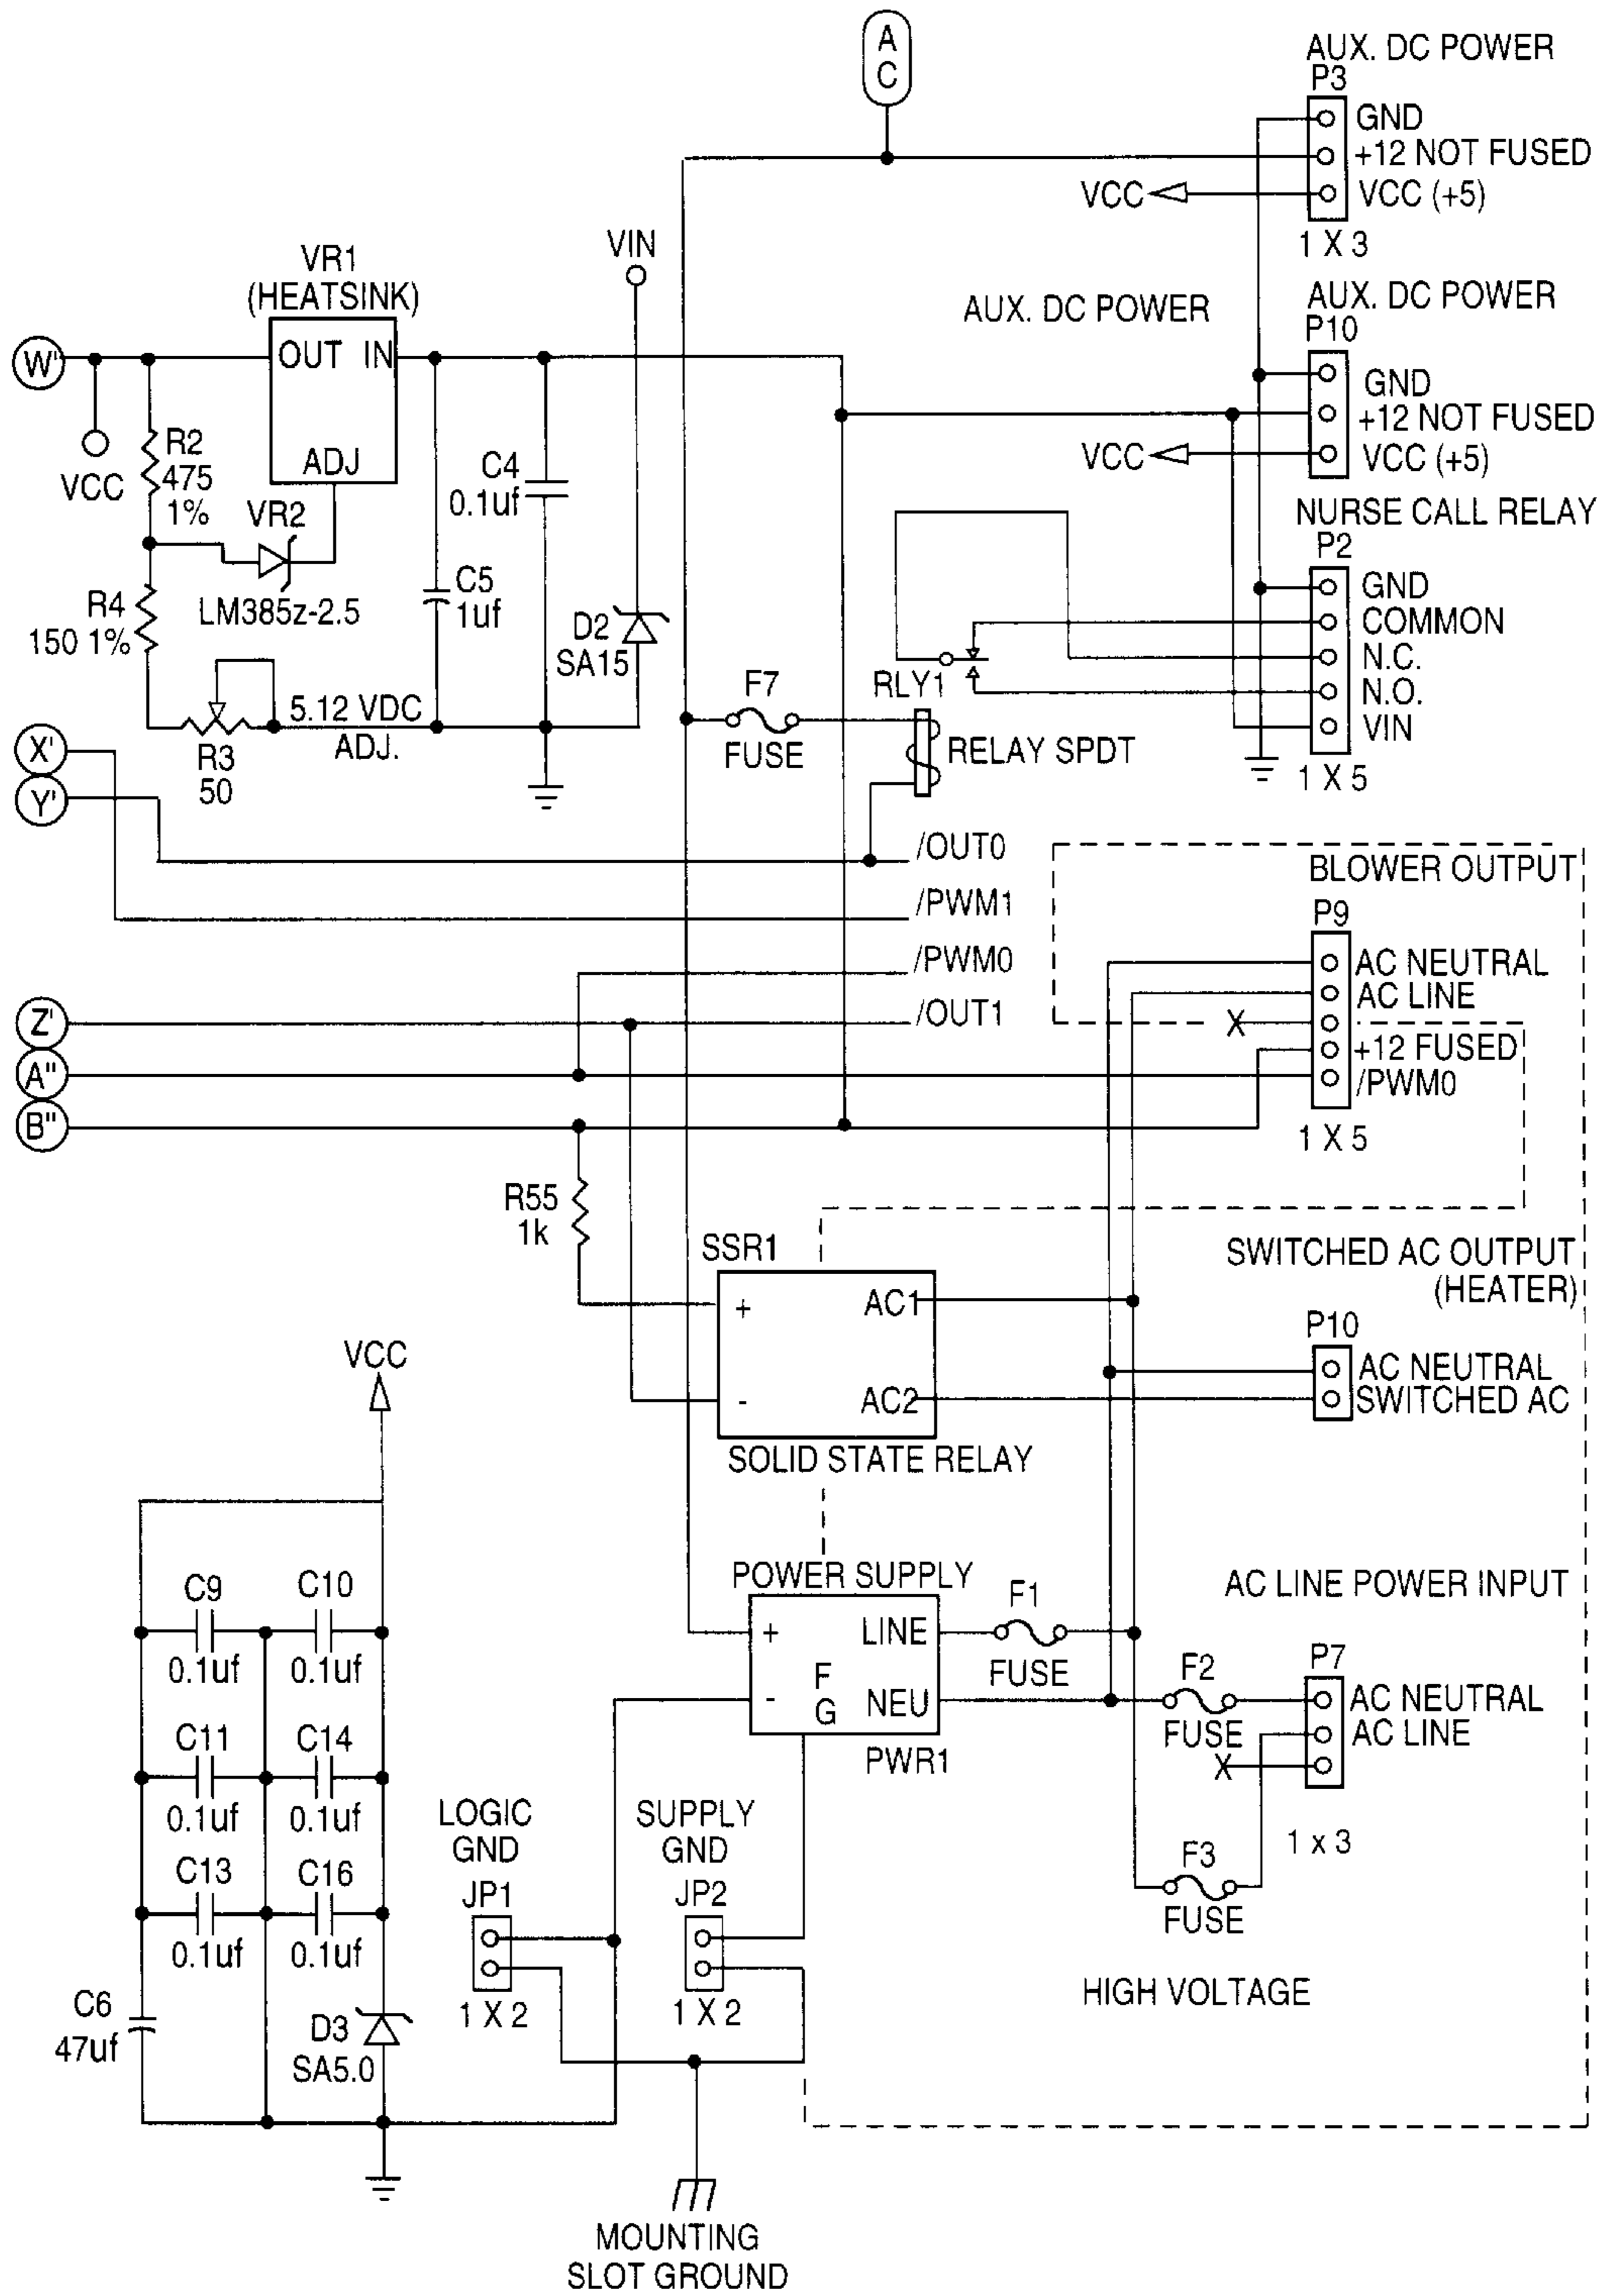 A
C
AUX. DC POWER
P3
GND
+12 NOT FUSED
VCC
VCC (+5)
1 X 3
VIN
VR1
(HEATSINK)
AUX. DC POWER
AUX. DC POWER
P10
W'
OUT IN
GND
+12 NOT FUSED
VCC
VCC (+5)
VCC
R2
475
1%
ADJ
C4
0.1uf
VR2
NURSE CALL RELAY
P2
LM385z-2.5
C5
1uf
R4
150 1%
D2
SA15
GND
COMMON
N.C.
N.O.
VIN
1 X 5
F7
FUSE
RLY1
RELAY SPDT
5.12 VDC
ADJ.
R3
50
X'
Y'
/OUT0
/PWM1
/PWM0
/OUT1
BLOWER OUTPUT
P9
AC NEUTRAL
AC LINE
X
+12 FUSED
/PWM0
1 X 5
Z'
A"
B"
R55
1k
SSR1
+
AC1
-
AC2
SOLID STATE RELAY
SWITCHED AC OUTPUT
(HEATER)
P10
AC NEUTRAL
SWITCHED AC
VCC
C9
0.1uf
C10
0.1uf
C11
0.1uf
C14
0.1uf
C13
0.1uf
C16
0.1uf
C6
47uf
D3
SA5.0
POWER SUPPLY
+
LINE
F
G
-
NEU
PWR1
F1
FUSE
AC LINE POWER INPUT
F2
FUSE
P7
AC NEUTRAL
AC LINE
X
1 x 3
F3
FUSE
LOGIC
GND
JP1
1 X 2
SUPPLY
GND
JP2
1 X 2
HIGH VOLTAGE
MOUNTING
SLOT GROUND